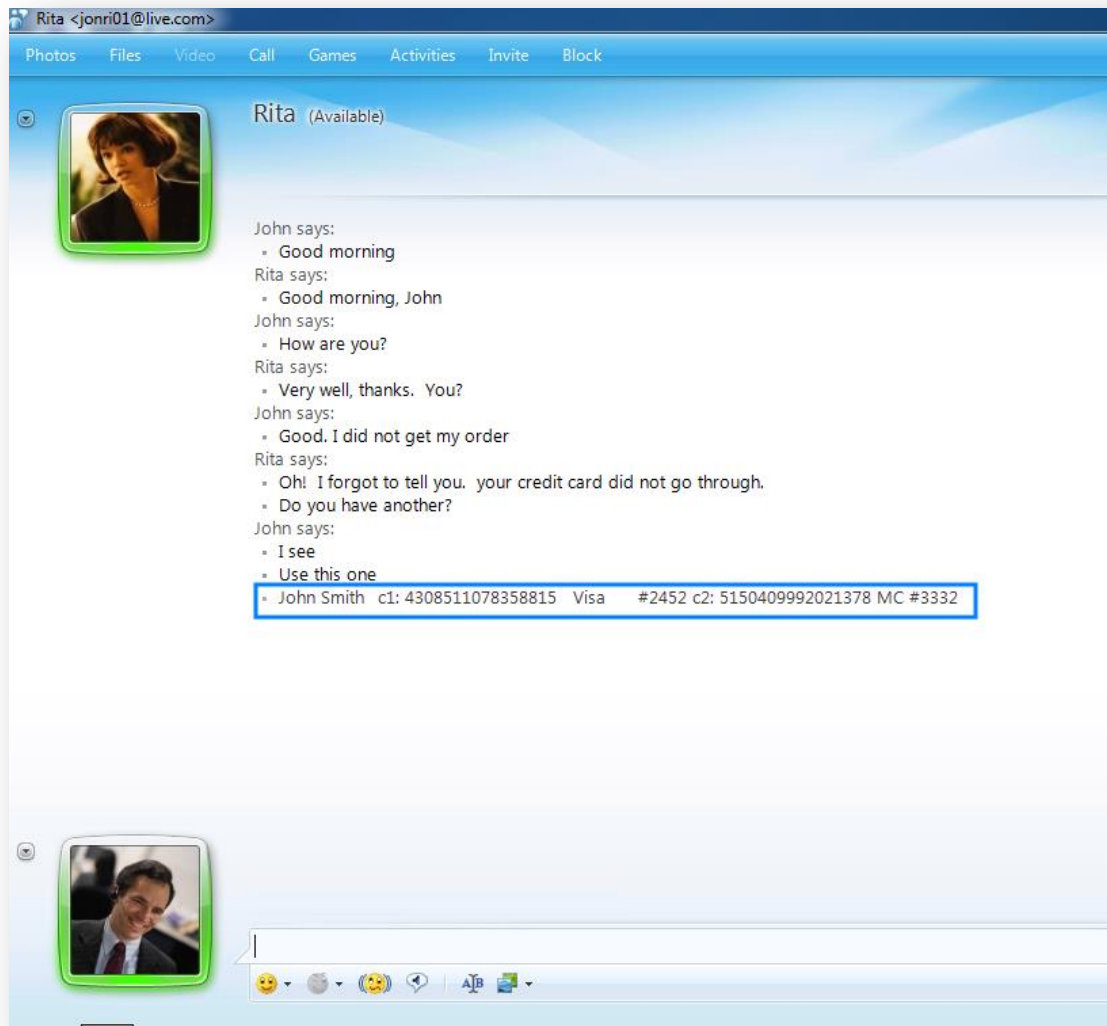 Rita <jonri01@live.com>
Photos Files Video Call Games Activities Invite Block
Rita (Available)
John says:
Good morning
Rita says:
Good morning, John
John says:
How are you?
Rita says:
Very well, thanks. You?
John says:
Good. I did not get my order
Rita says:
Oh! I forgot to tell you. your credit card did not go through.
Do you have another?
John says:
I see
Use this one
John Smith c1: 4308511078358815 Visa #2452 c2: 5150409992021378 MC #3332